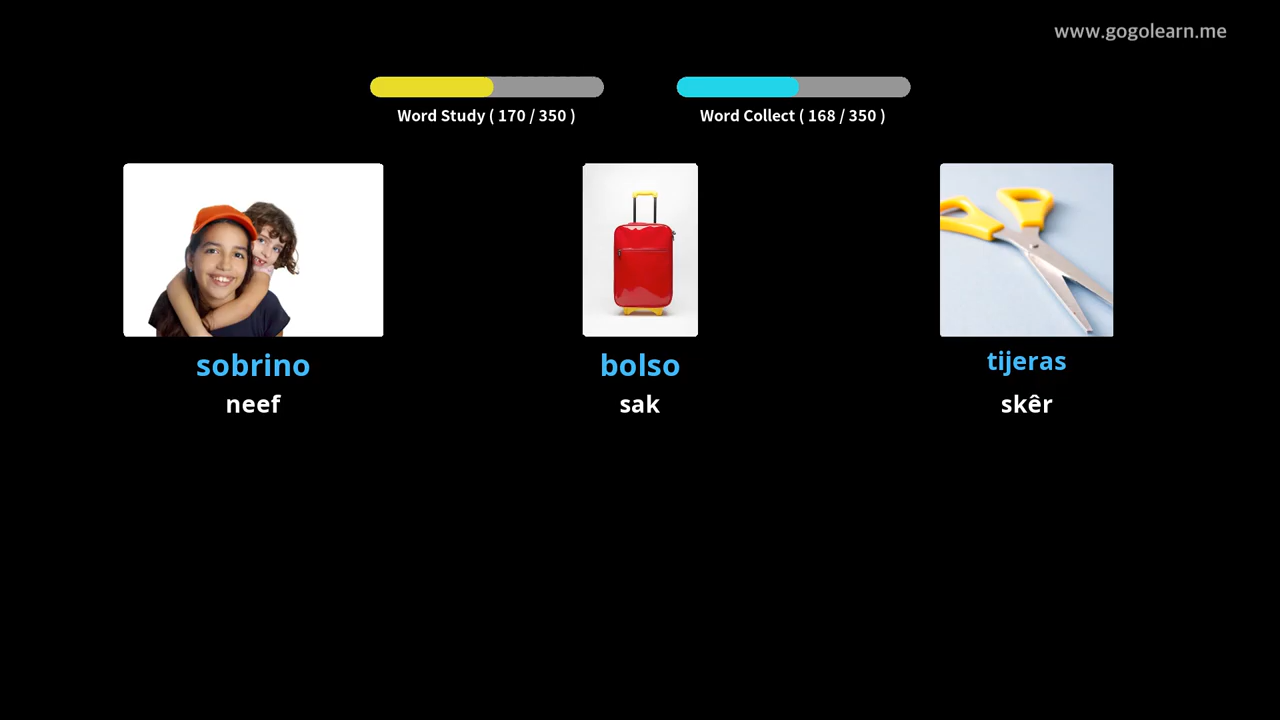 www.gogolearn.me
Word Study ( 170 / 350 )
Word Collect ( 168 / 350 )
sobrino
bolso
tijeras
neef
sak
skêr